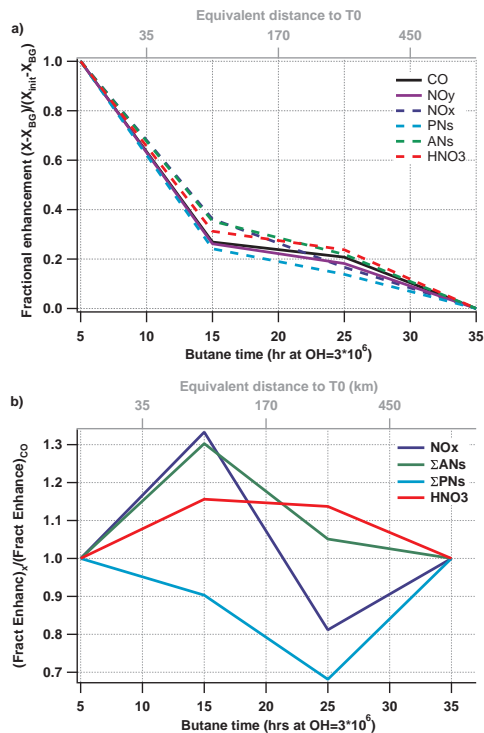 Equivalent distance to T0
a)
35 170 450
1.0
0.8
0.6
0.4
0.2
0.0
Fractional enhancement (X-X_BG)/(X_init-X_BG)
CO
NOy
NOx
PNs
ANs
HNO3
5 10 15 20 25 30 35
Butane time (hr at OH=3*10^6)
Equivalent distance to T0 (km)
b)
35 170 450
1.3
1.2
1.1
1.0
0.9
0.8
0.7
(Fract Enhanc)_x/(Fract Enhance)_CO
NOx
ΣANs
ΣPNs
HNO3
5 10 15 20 25 30 35
Butane time (hrs at OH=3*10^6)